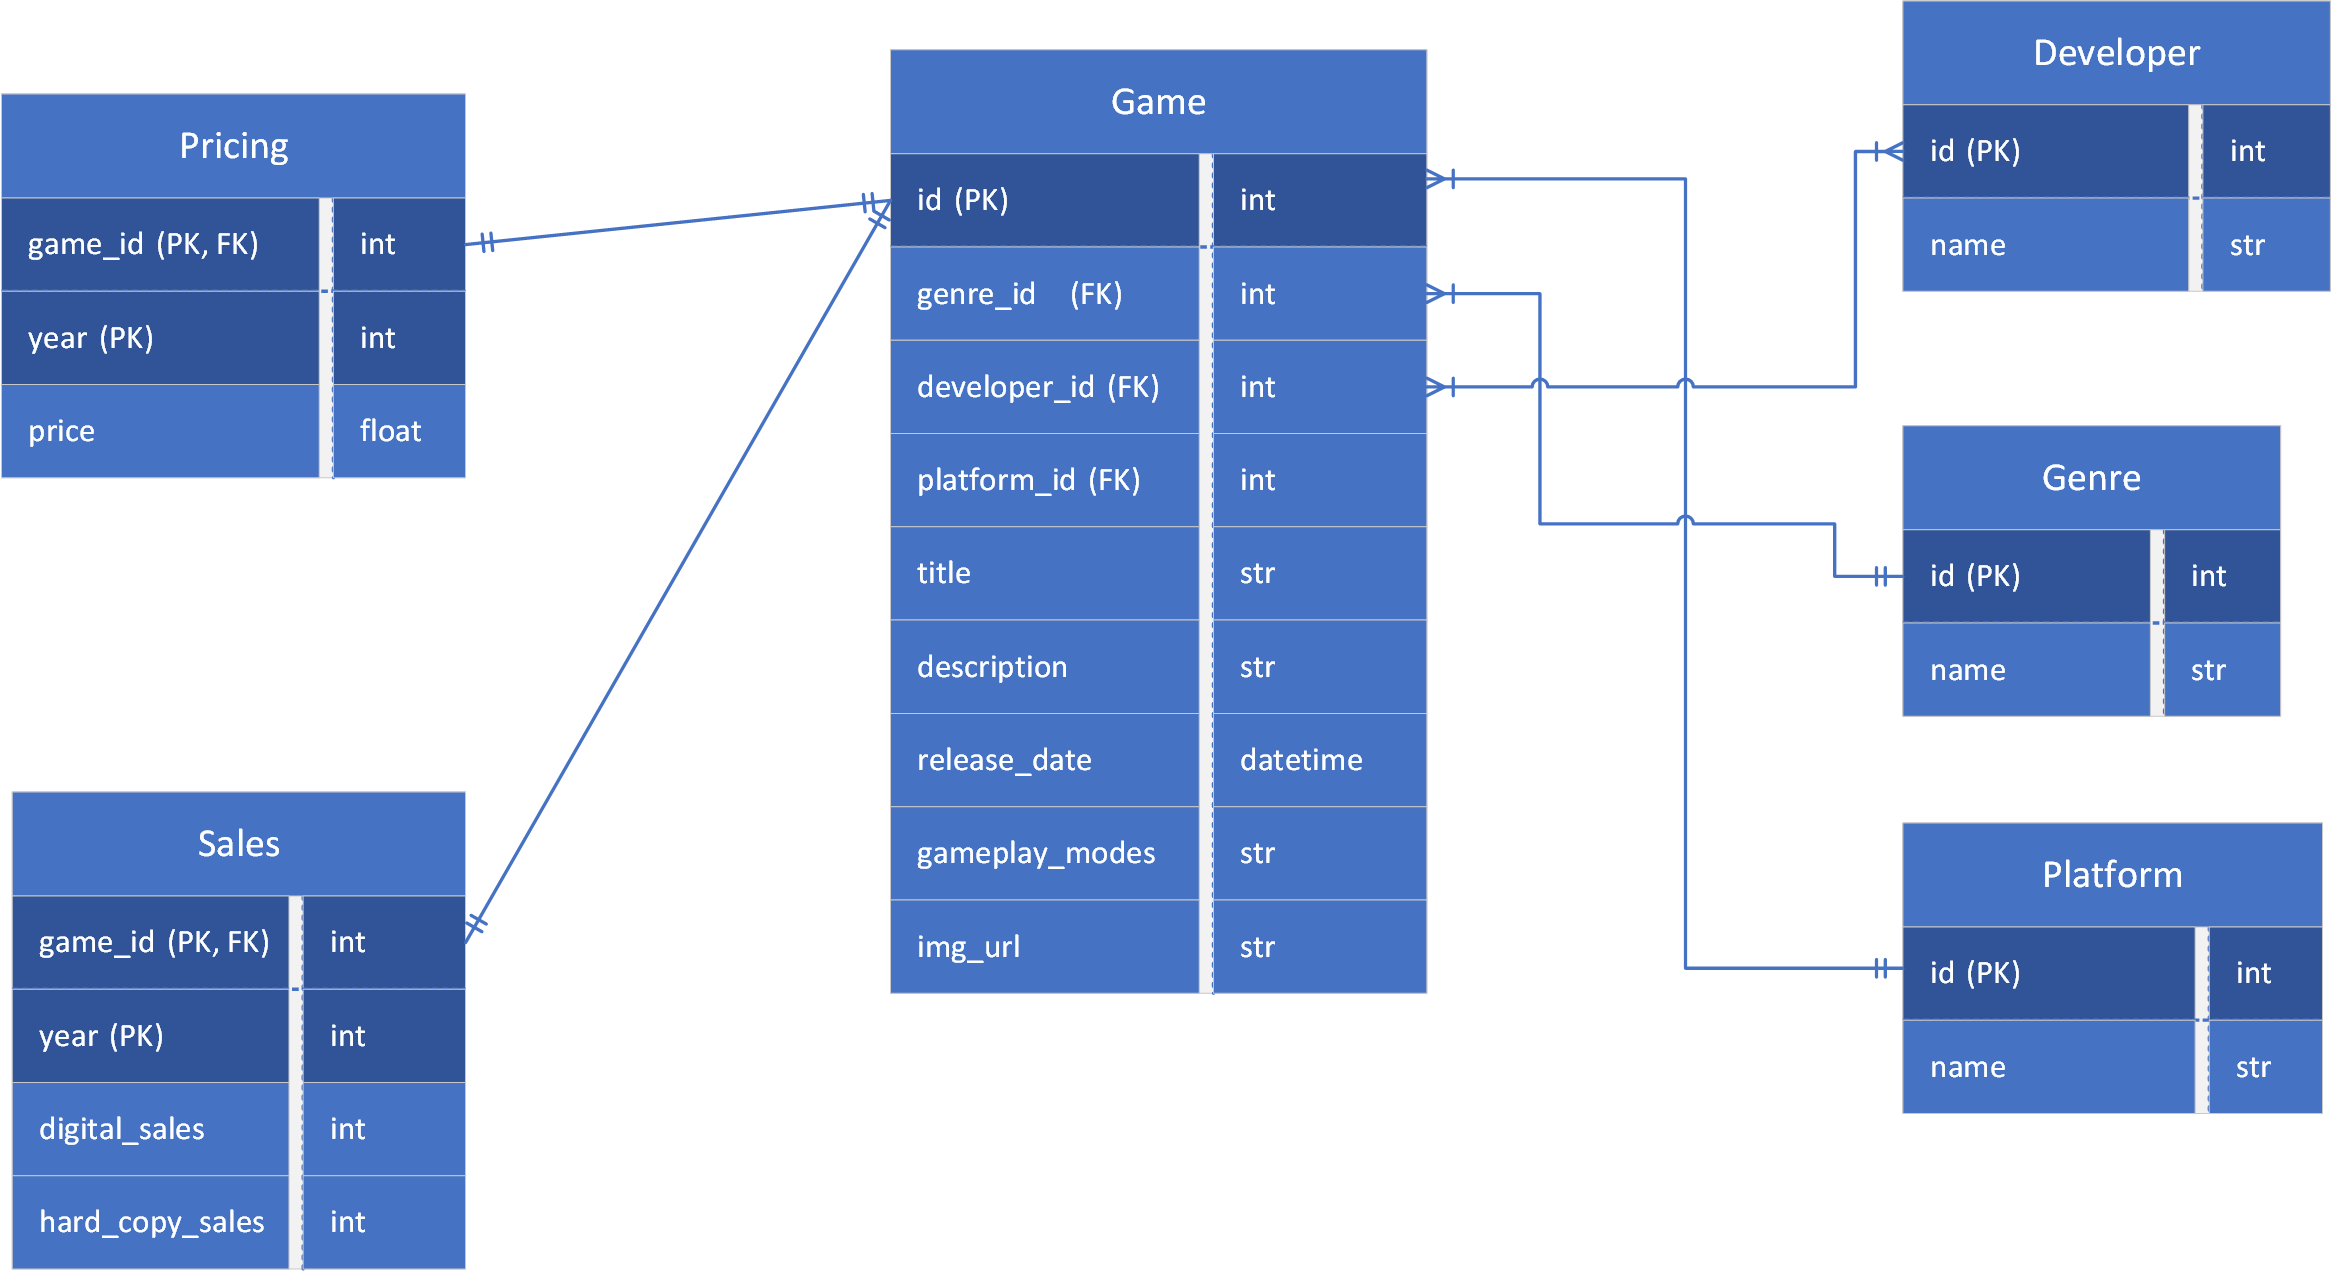 Pricing
game_id (PK, FK) int
year (PK) int
price float
Sales
game_id (PK, FK) int
year (PK) int
digital_sales int
hard_copy_sales int
Game
id (PK) int
genre_id (FK) int
developer_id (FK) int
platform_id (FK) int
title str
description str
release_date datetime
gameplay_modes str
img_url str
Developer
id (PK) int
name str
Genre
id (PK) int
name str
Platform
id (PK) int
name str